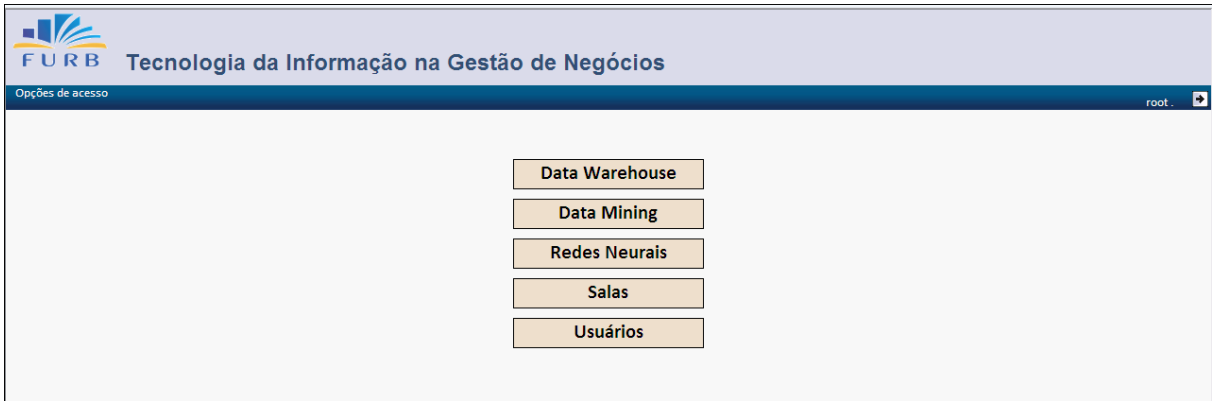 FURB
Tecnologia da Informação na Gestão de Negócios
Opções de acesso
root .
Data Warehouse
Data Mining
Redes Neurais
Salas
Usuários